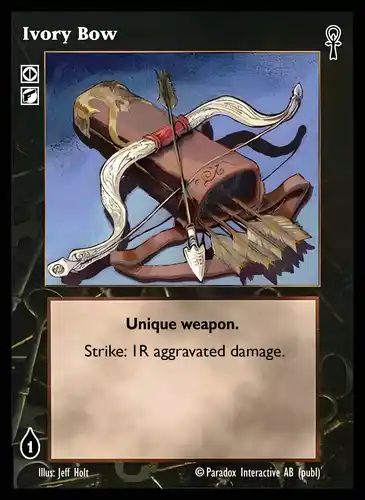 Ivory Bow
Unique weapon.
Strike: 1R aggravated damage.
1
Illus: Jeff Holt
© Paradox Interactive AB (publ)